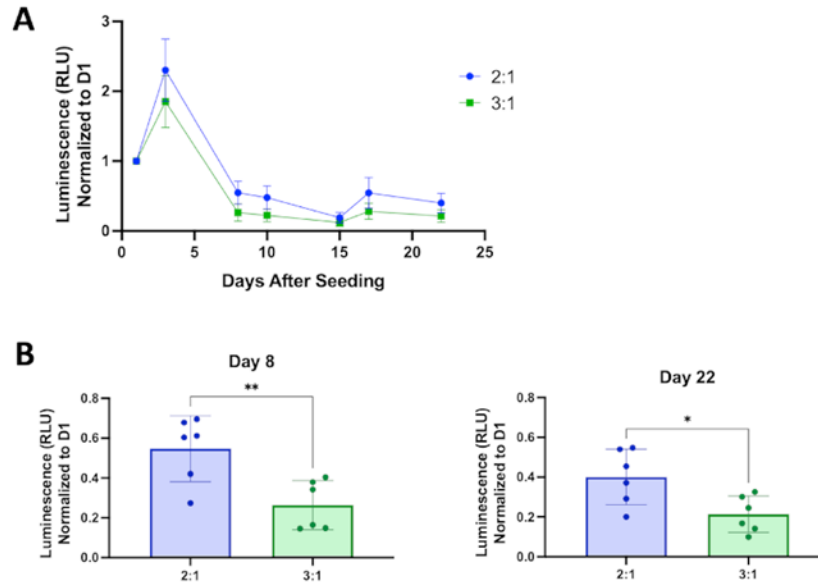 A
Luminescence (RLU)
Normalized to D1
3
2
1
0
0 5 10 15 20 25
Days After Seeding
2:1
3:1
B
Day 8
**
Luminescence (RLU)
Normalized to D1
0.8
0.6
0.4
0.2
0.0
2:1 3:1
Day 22
*
Luminescence (RLU)
Normalized to D1
0.8
0.6
0.4
0.2
0.0
2:1 3:1